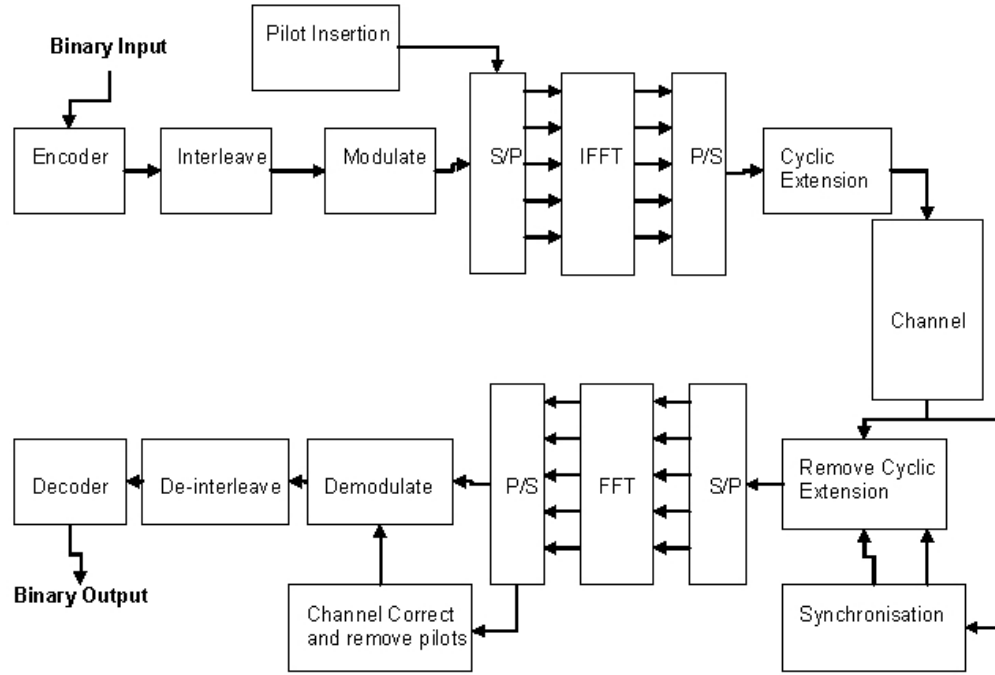 Pilot Insertion
Binary Input
Encoder
Interleave
Modulate
S/P
IFFT
P/S
Cyclic
Extension
Channel
Decoder
De-interleave
Demodulate
P/S
FFT
S/P
Remove Cyclic
Extension
Binary Output
Channel Correct
and remove pilots
Synchronisation